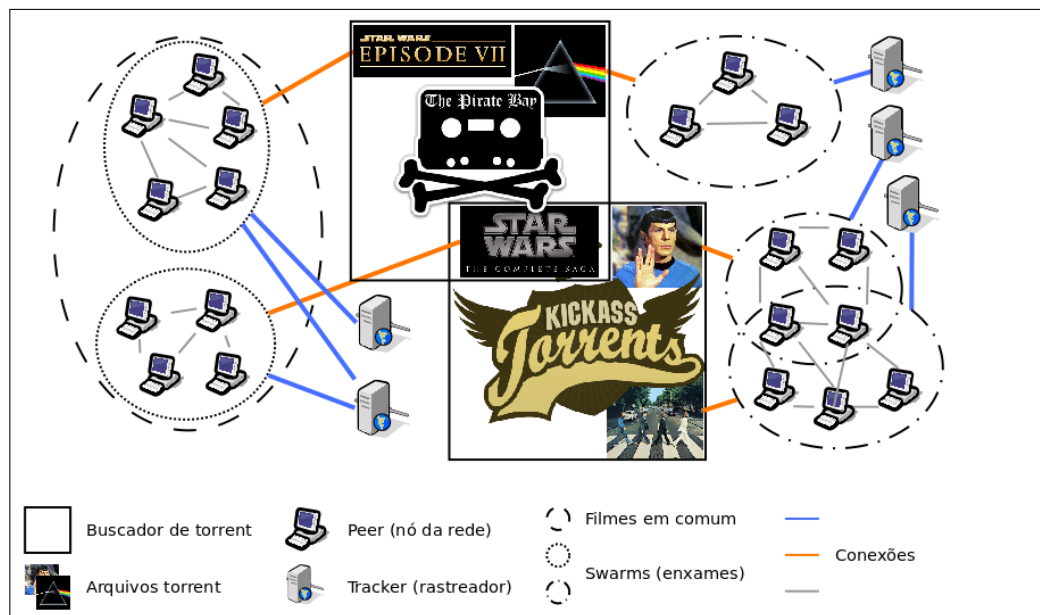 STAR WARS
EPISODE VII
The Pirate Bay
STAR
WARS
THE COMPLETE SAGA
KICKASS
Torrents
Buscador de torrent
Peer (nó da rede)
Filmes em comum
Conexões
Arquivos torrent
Tracker (rastreador)
Swarms (enxames)